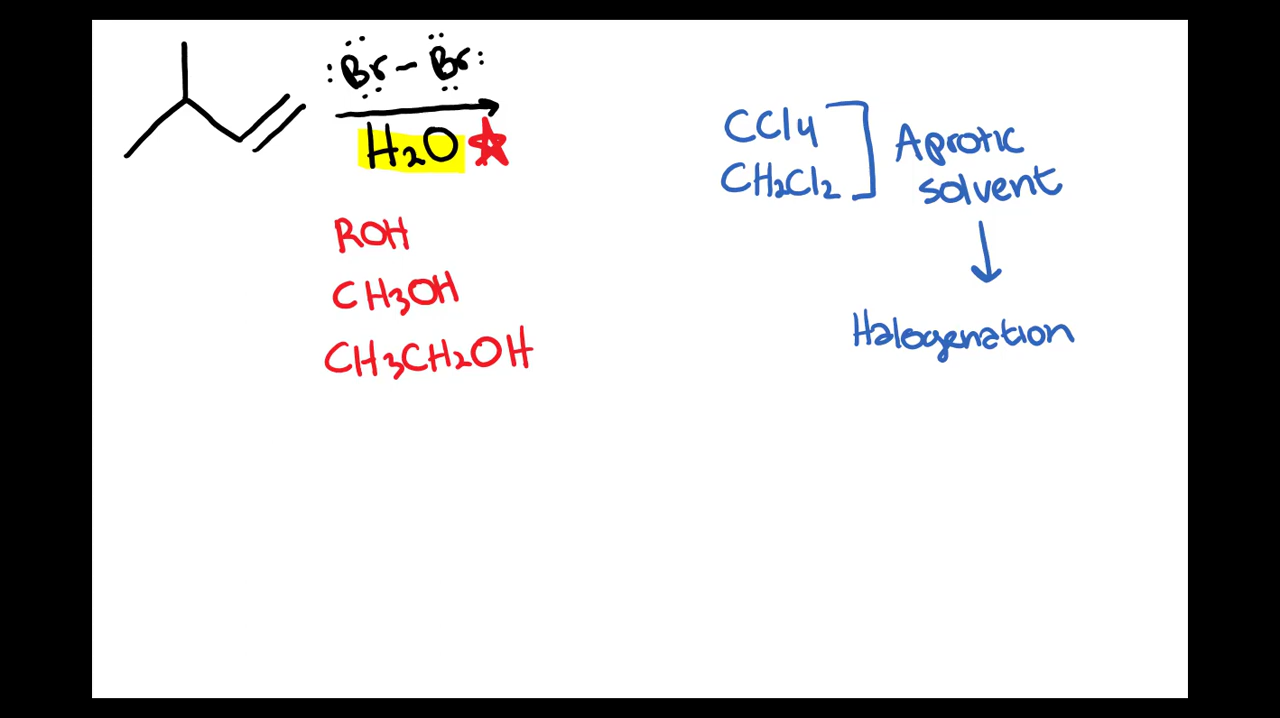 :Br-Br:
H2O
ROH
CH3OH
CH3CH2OH
CCl4
CH2Cl2
Aprotic
solvent
Halogenation